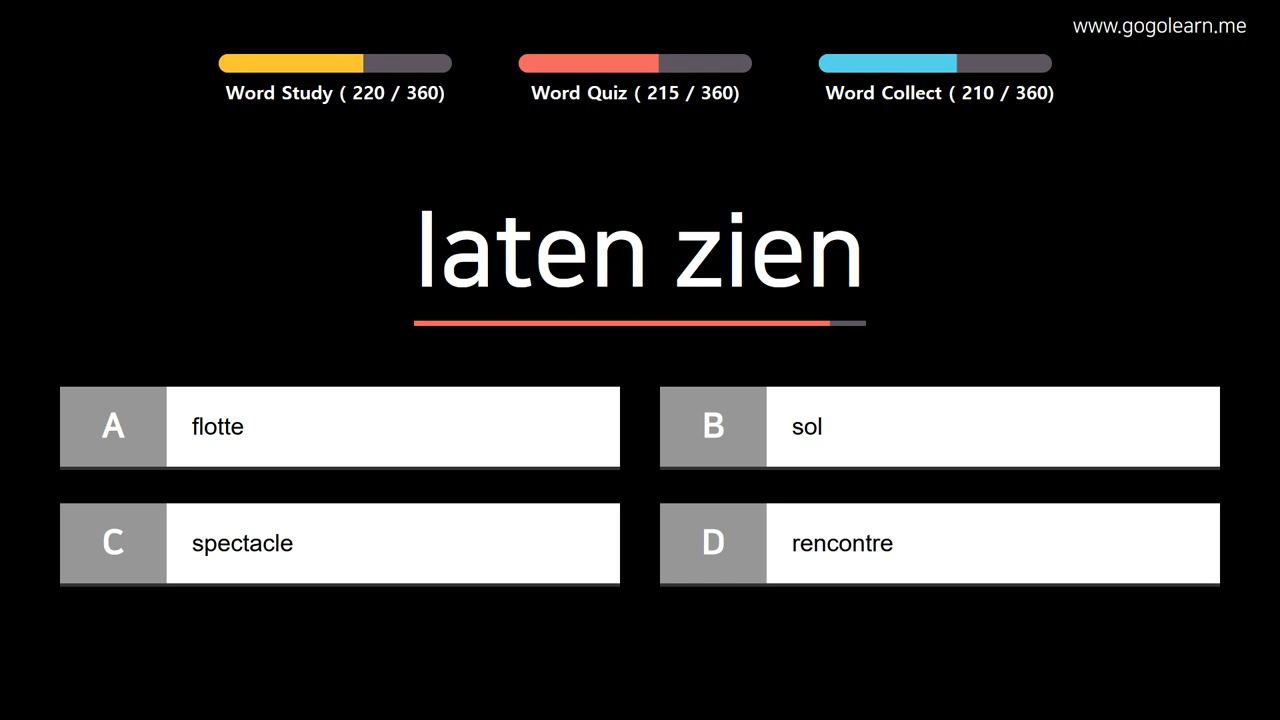 www.gogolearn.me
Word Study ( 220 / 360)
Word Quiz ( 215 / 360)
Word Collect ( 210 / 360)
laten zien
A
flotte
B
sol
C
spectacle
D
rencontre